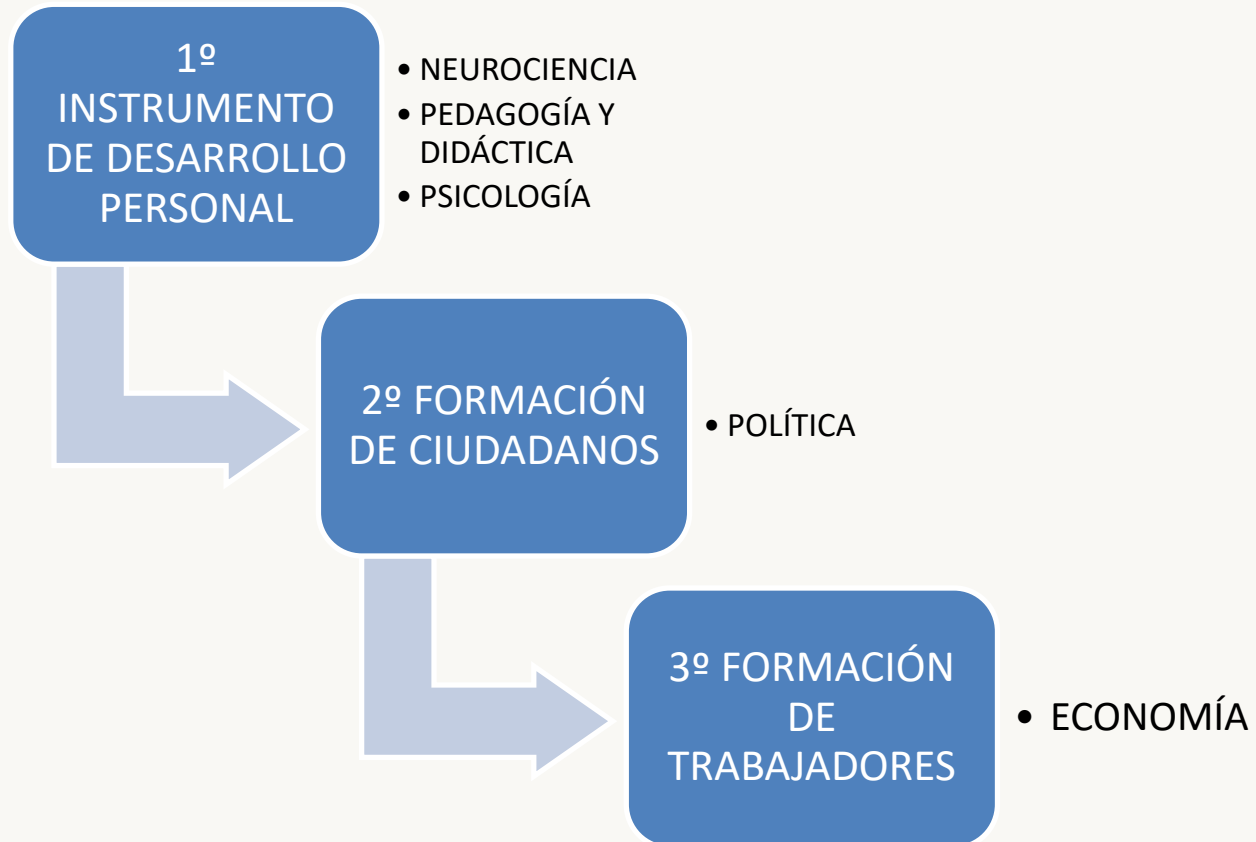 1º
INSTRUMENTO
DE DESARROLLO
PERSONAL
• NEUROCIENCIA
• PEDAGOGÍA Y
DIDÁCTICA
• PSICOLOGÍA
2º FORMACIÓN
DE CIUDADANOS
• POLÍTICA
3º FORMACIÓN
DE
TRABAJADORES
• ECONOMÍA